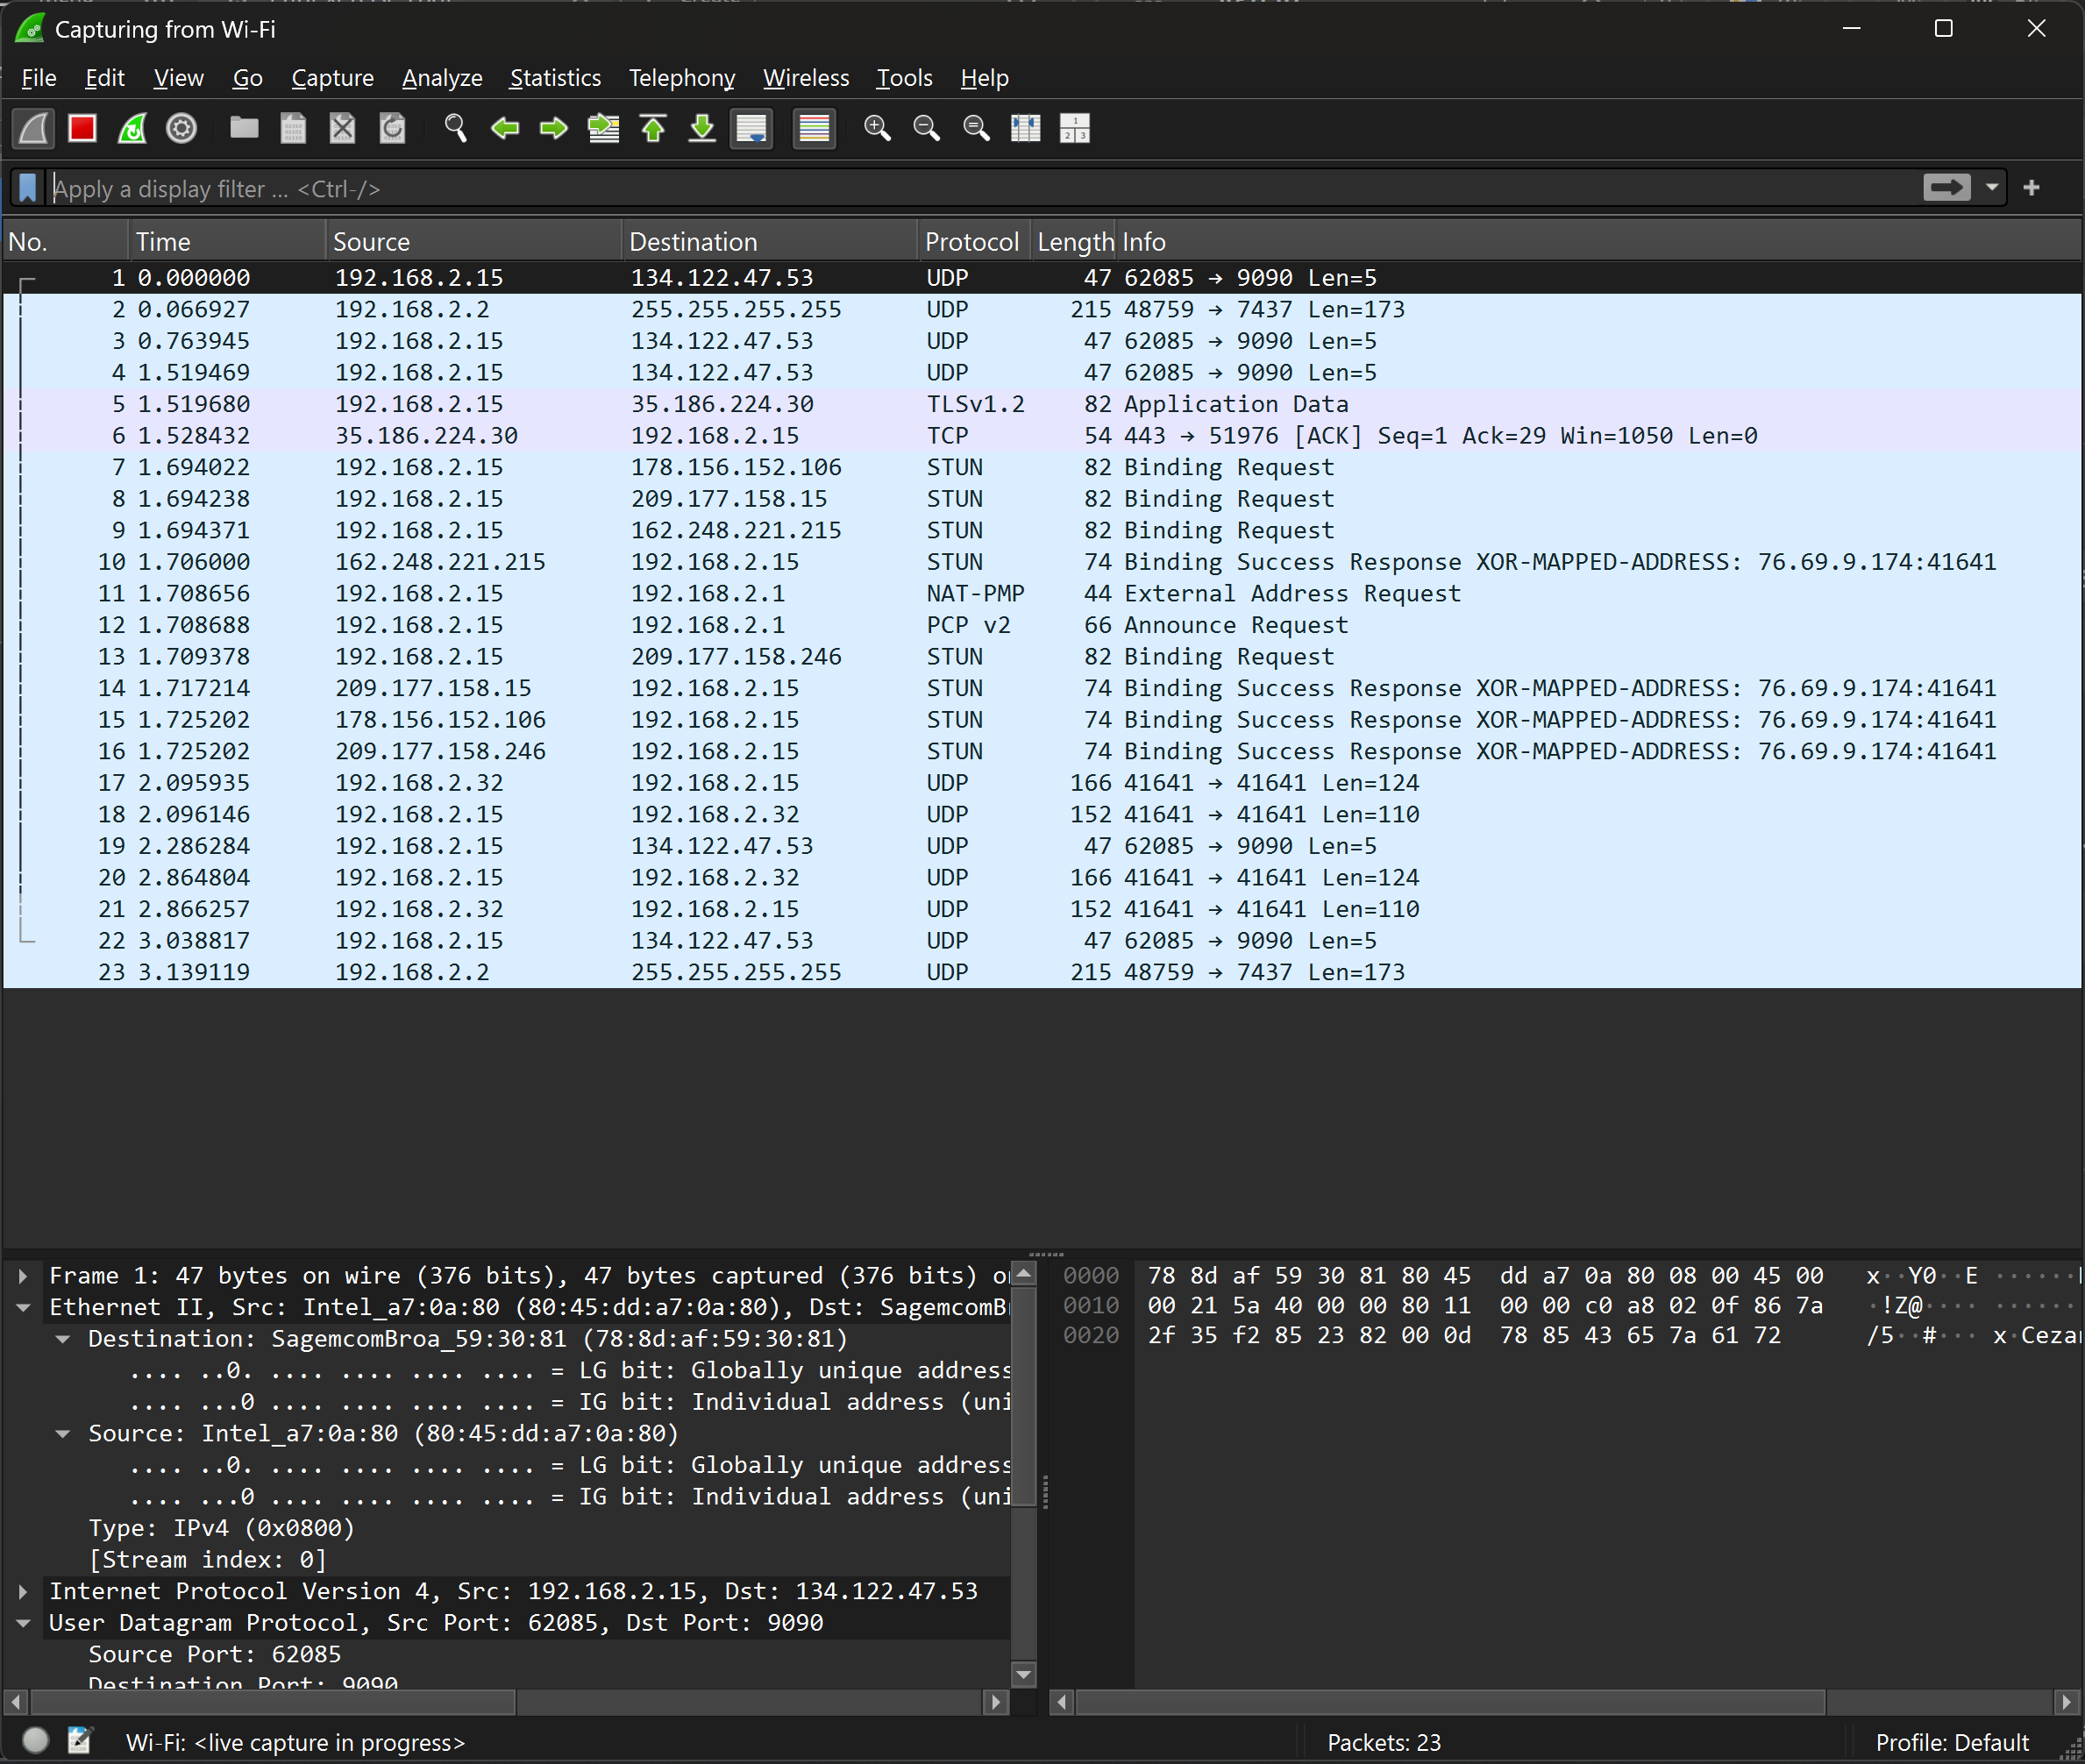 Capturing from Wi-Fi
File Edit View Go Capture Analyze Statistics Telephony Wireless Tools Help
Apply a display filter ... <Ctrl-/>
No. Time Source Destination Protocol Length Info
1 0.000000 192.168.2.15 134.122.47.53 UDP 47 62085 → 9090 Len=5
2 0.066927 192.168.2.2 255.255.255.255 UDP 215 48759 → 7437 Len=173
3 0.763945 192.168.2.15 134.122.47.53 UDP 47 62085 → 9090 Len=5
4 1.519469 192.168.2.15 134.122.47.53 UDP 47 62085 → 9090 Len=5
5 1.519680 192.168.2.15 35.186.224.30 TLSv1.2 82 Application Data
6 1.528432 35.186.224.30 192.168.2.15 TCP 54 443 → 51976 [ACK] Seq=1 Ack=29 Win=1050 Len=0
7 1.694022 192.168.2.15 178.156.152.106 STUN 82 Binding Request
8 1.694238 192.168.2.15 209.177.158.15 STUN 82 Binding Request
9 1.694371 192.168.2.15 162.248.221.215 STUN 82 Binding Request
10 1.706000 162.248.221.215 192.168.2.15 STUN 74 Binding Success Response XOR-MAPPED-ADDRESS: 76.69.9.174:41641
11 1.708656 192.168.2.15 192.168.2.1 NAT-PMP 44 External Address Request
12 1.708688 192.168.2.15 192.168.2.1 PCP v2 66 Announce Request
13 1.709378 192.168.2.15 209.177.158.246 STUN 82 Binding Request
14 1.717214 209.177.158.15 192.168.2.15 STUN 74 Binding Success Response XOR-MAPPED-ADDRESS: 76.69.9.174:41641
15 1.725202 178.156.152.106 192.168.2.15 STUN 74 Binding Success Response XOR-MAPPED-ADDRESS: 76.69.9.174:41641
16 1.725202 209.177.158.246 192.168.2.15 STUN 74 Binding Success Response XOR-MAPPED-ADDRESS: 76.69.9.174:41641
17 2.095935 192.168.2.32 192.168.2.15 UDP 166 41641 → 41641 Len=124
18 2.096146 192.168.2.15 192.168.2.32 UDP 152 41641 → 41641 Len=110
19 2.286284 192.168.2.15 134.122.47.53 UDP 47 62085 → 9090 Len=5
20 2.864804 192.168.2.15 192.168.2.32 UDP 166 41641 → 41641 Len=124
21 2.866257 192.168.2.32 192.168.2.15 UDP 152 41641 → 41641 Len=110
22 3.038817 192.168.2.15 134.122.47.53 UDP 47 62085 → 9090 Len=5
23 3.139119 192.168.2.2 255.255.255.255 UDP 215 48759 → 7437 Len=173
Frame 1: 47 bytes on wire (376 bits), 47 bytes captured (376 bits)
Ethernet II, Src: Intel_a7:0a:80 (80:45:dd:a7:0a:80), Dst: SagemcomB
Destination: SagemcomBroa_59:30:81 (78:8d:af:59:30:81)
.... ..0. .... .... .... .... = LG bit: Globally unique address
.... ...0 .... .... .... .... = IG bit: Individual address (uni
Source: Intel_a7:0a:80 (80:45:dd:a7:0a:80)
.... ..0. .... .... .... .... = LG bit: Globally unique address
.... ...0 .... .... .... .... = IG bit: Individual address (uni
Type: IPv4 (0x0800)
[Stream index: 0]
Internet Protocol Version 4, Src: 192.168.2.15, Dst: 134.122.47.53
User Datagram Protocol, Src Port: 62085, Dst Port: 9090
Source Port: 62085
Destination Port: 9090
0000 78 8d af 59 30 81 80 45 dd a7 0a 80 08 00 45 00 x··Y0··E ······
0010 00 21 5a 40 00 00 80 11 00 00 c0 a8 02 0f 86 7a ·!Z@···· ······
0020 2f 35 f2 85 23 82 00 0d 78 85 43 65 7a 61 72 /5··#··· x·Ceza
Wi-Fi: <live capture in progress>
Packets: 23
Profile: Default